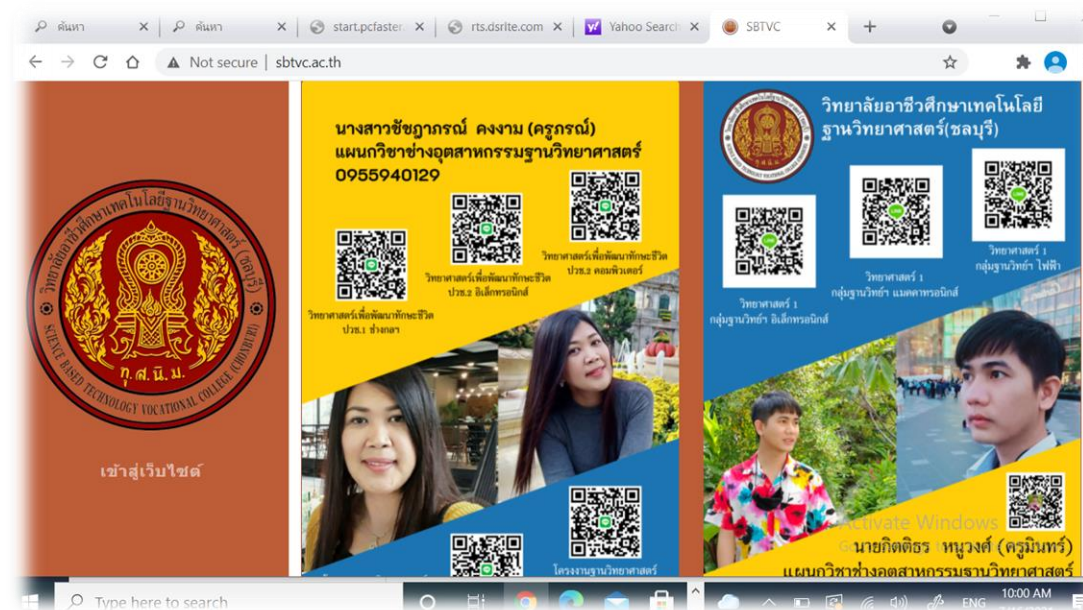 ค้นหา
ค้นหา
start.pcfaster.
rts.dsrlte.com
Yahoo Search
SBTVC
Not secure
sbtvc.ac.th
วิทยาลัยอาชีวศึกษาเทคโนโลยีฐานวิทยาศาสตร์ (ชลบุรี)
ท.ส.นิ.ม.
SCIENCE BASED TECHNOLOGY VOCATIONAL COLLEGE (CHONBURI)
เข้าสู่เว็บไซต์
นางสาวชัชฎาภรณ์ คงงาม (ครูภรณ์)
แผนกวิชาช่างอุตสาหกรรมฐานวิทยาศาสตร์
0955940129
วิทยาศาสตร์เพื่อพัฒนาทักษะชีวิต
ปวช.2 คอมพิวเตอร์
วิทยาศาสตร์เพื่อพัฒนาทักษะชีวิต
ปวช.2 อิเล็กทรอนิกส์
วิทยาศาสตร์เพื่อพัฒนาทักษะชีวิต
ปวช.1 ช่างกลฯ
โครงงานฐานวิทยาศาสตร์
วิทยาลัยอาชีวศึกษาเทคโนโลยี
ฐานวิทยาศาสตร์(ชลบุรี)
วิทยาศาสตร์ 1
กลุ่มฐานวิทย์ฯ ไฟฟ้า
วิทยาศาสตร์ 1
กลุ่มฐานวิทย์ฯ แมคคาทรอนิกส์
วิทยาศาสตร์ 1
กลุ่มฐานวิทย์ฯ อิเล็กทรอนิกส์
Activate Windows
นายกิตติธร หนูวงศ์ (ครูมินทร์)
แผนกวิชาช่างอุตสาหกรรมฐานวิทยาศาสตร์
Type here to search
ENG
10:00 AM